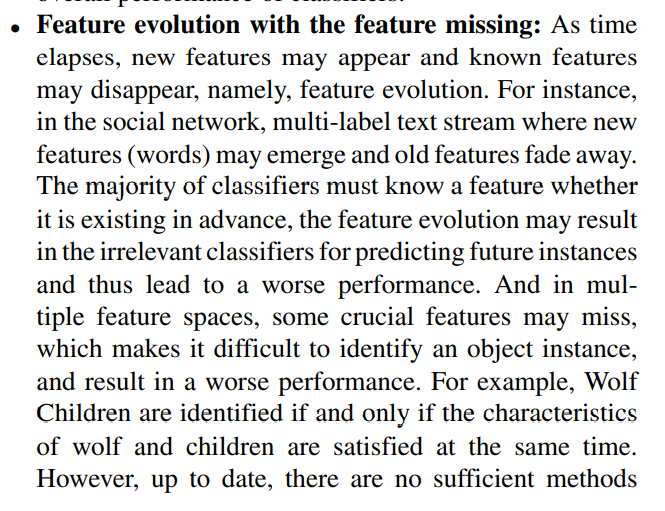 overall performance of classifiers.
• Feature evolution with the feature missing: As time
elapses, new features may appear and known features
may disappear, namely, feature evolution. For instance,
in the social network, multi-label text stream where new
features (words) may emerge and old features fade away.
The majority of classifiers must know a feature whether
it is existing in advance, the feature evolution may result
in the irrelevant classifiers for predicting future instances
and thus lead to a worse performance. And in mul-
tiple feature spaces, some crucial features may miss,
which makes it difficult to identify an object instance,
and result in a worse performance. For example, Wolf
Children are identified if and only if the characteristics
of wolf and children are satisfied at the same time.
However, up to date, there are no sufficient methods